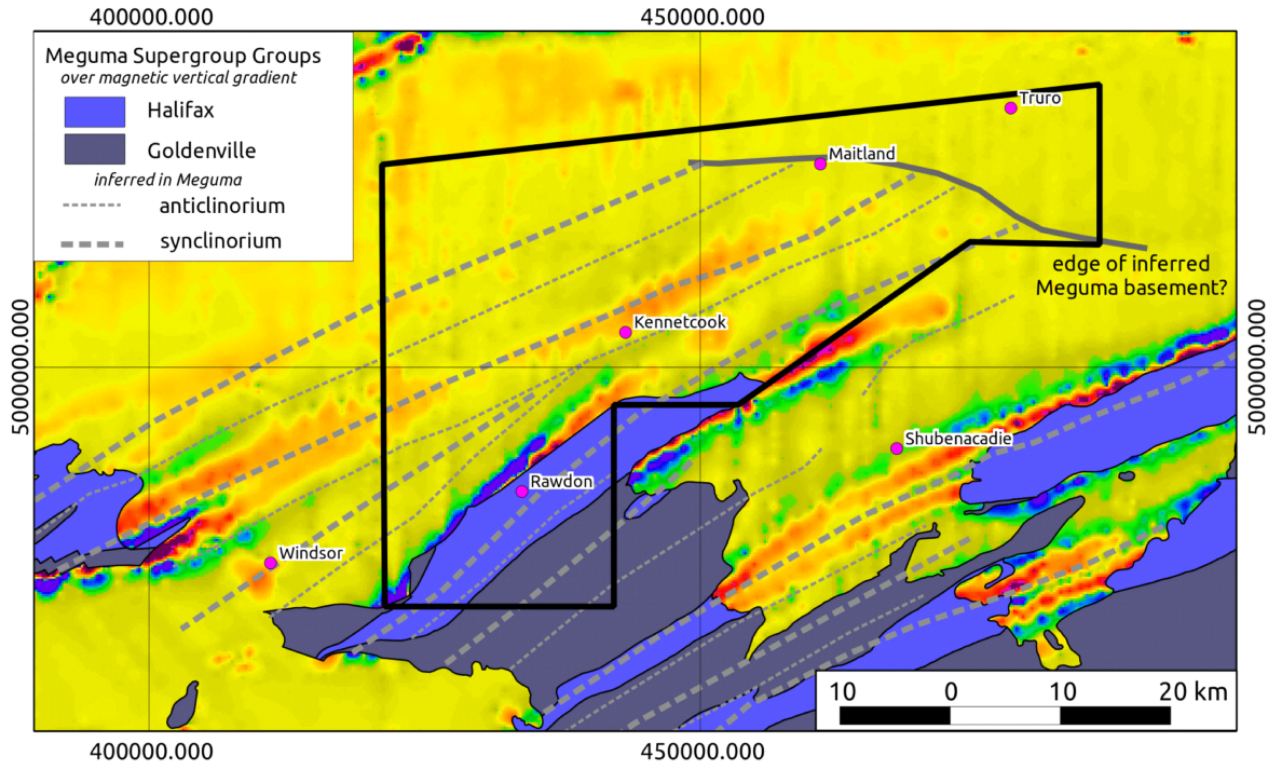 400000.000
450000.000
Meguma Supergroup Groups
over magnetic vertical gradient
Halifax
Goldenville
inferred in Meguma
anticlinorium
synclinorium
Truro
Maitland
edge of inferred
Meguma basement?
Kennetcook
5000000.000
5000000.000
Shubenacadie
Rawdon
Windsor
10
0
10
20 km
400000.000
450000.000